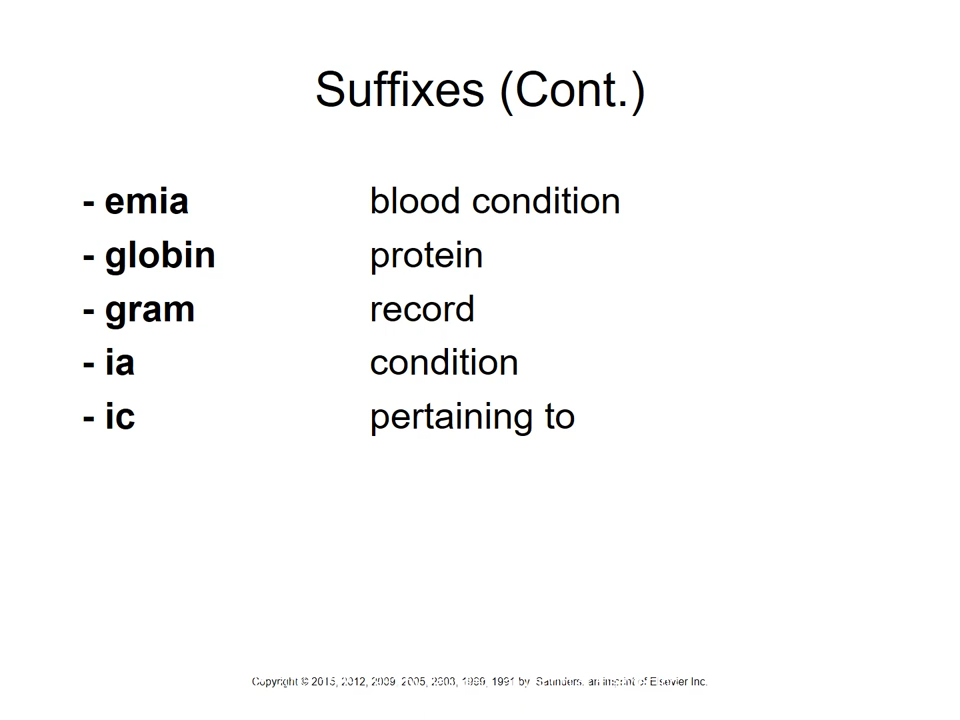 Suffixes (Cont.)
- emia blood condition
- globin protein
- gram record
- ia condition
- ic pertaining to
Copyright © 2015, 2012, 2009, 2005, 2003, 1999, 1991 by Saunders, an imprint of Elsevier Inc.